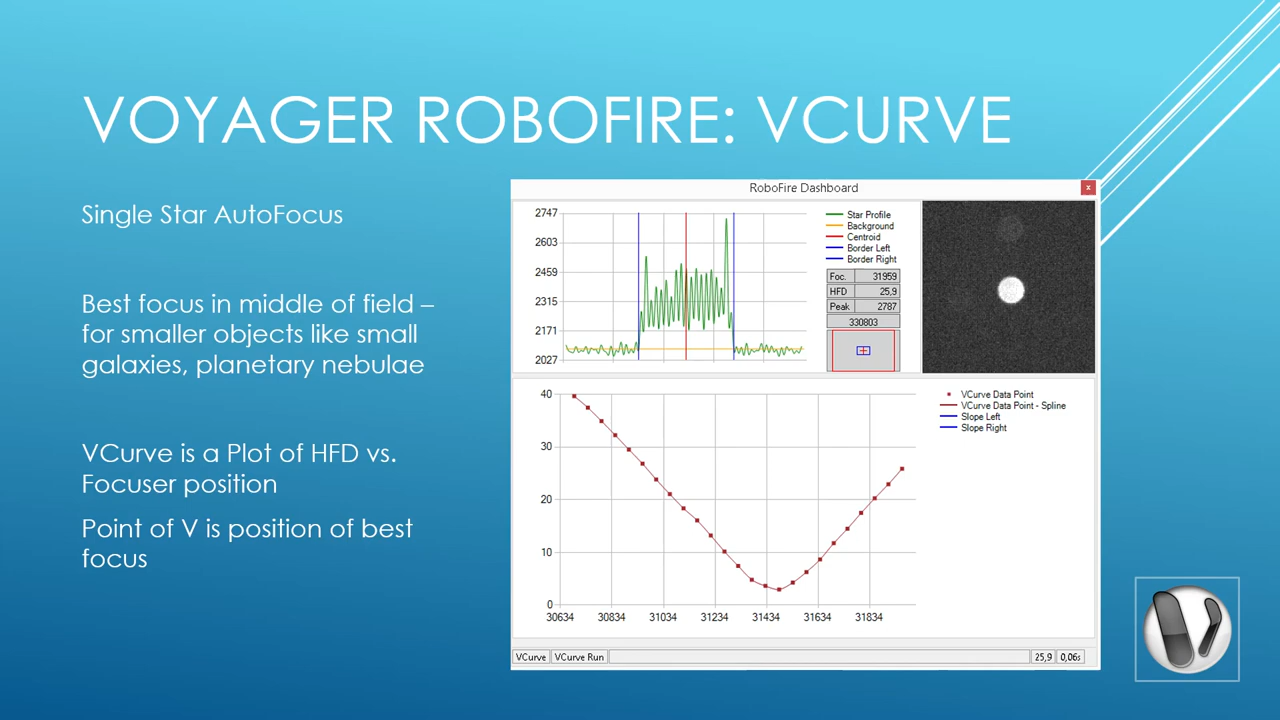 VOYAGER ROBOFIRE: VCURVE
Single Star AutoFocus
Best focus in middle of field –
for smaller objects like small
galaxies, planetary nebulae
VCurve is a Plot of HFD vs.
Focuser position
Point of V is position of best
focus
RoboFire Dashboard
x
2747
2603
2459
2315
2171
2027
Star Profile
Background
Centroid
Border Left
Border Right
Foc. 31959
HFD 25,9
Peak 2787
330803
40
30
20
10
0
30634 30834 31034 31234 31434 31634 31834
VCurve Data Point
VCurve Data Point - Spline
Slope Left
Slope Right
VCurve VCurve Run 25,9 0,06s